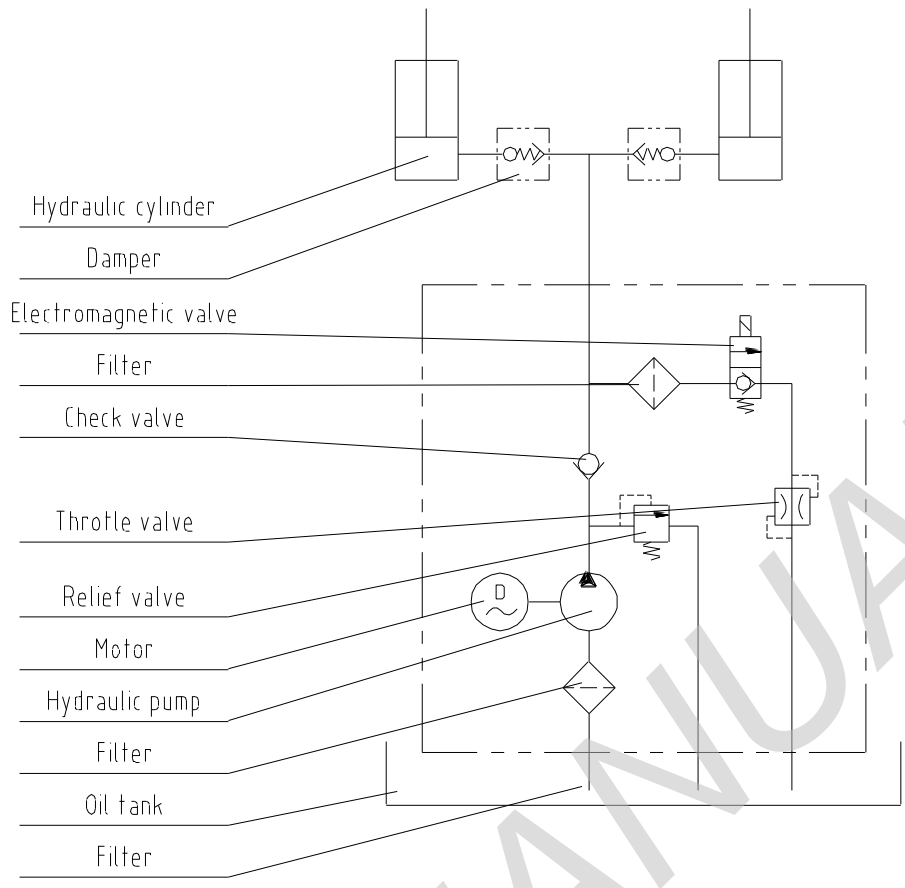 Hydraulic cylinder
Damper
Electromagnetic valve
Filter
Check valve
Throtle valve
Relief valve
D
Motor
Hydraulic pump
Filter
Oil tank
Filter